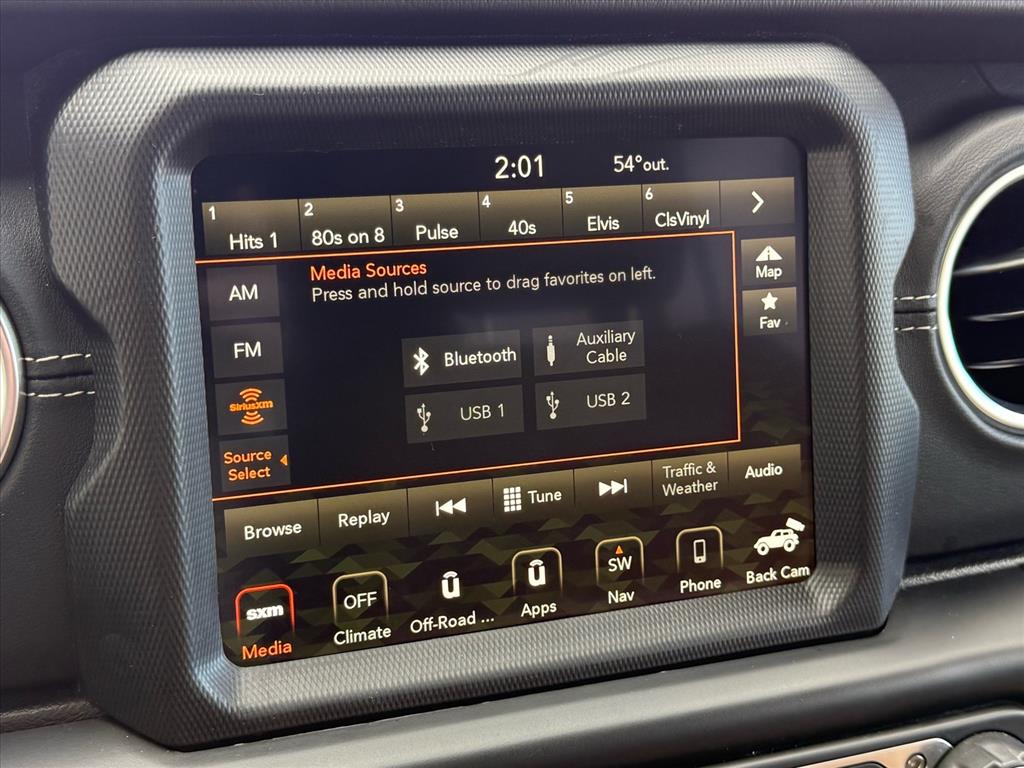 2:01 54°out.
1 2 3 4 5 6
Hits 1 80s on 8 Pulse 40s Elvis ClsVinyl
Media Sources
Press and hold source to drag favorites on left.
Map
Fav
AM
FM
SiriusXM
Source
Select
Bluetooth
Auxiliary
Cable
USB 1
USB 2
Browse Replay Tune
Traffic &
Weather
Audio
sxm
Media
OFF
Climate
Off-Road ...
Apps
SW
Nav
Phone
Back Cam